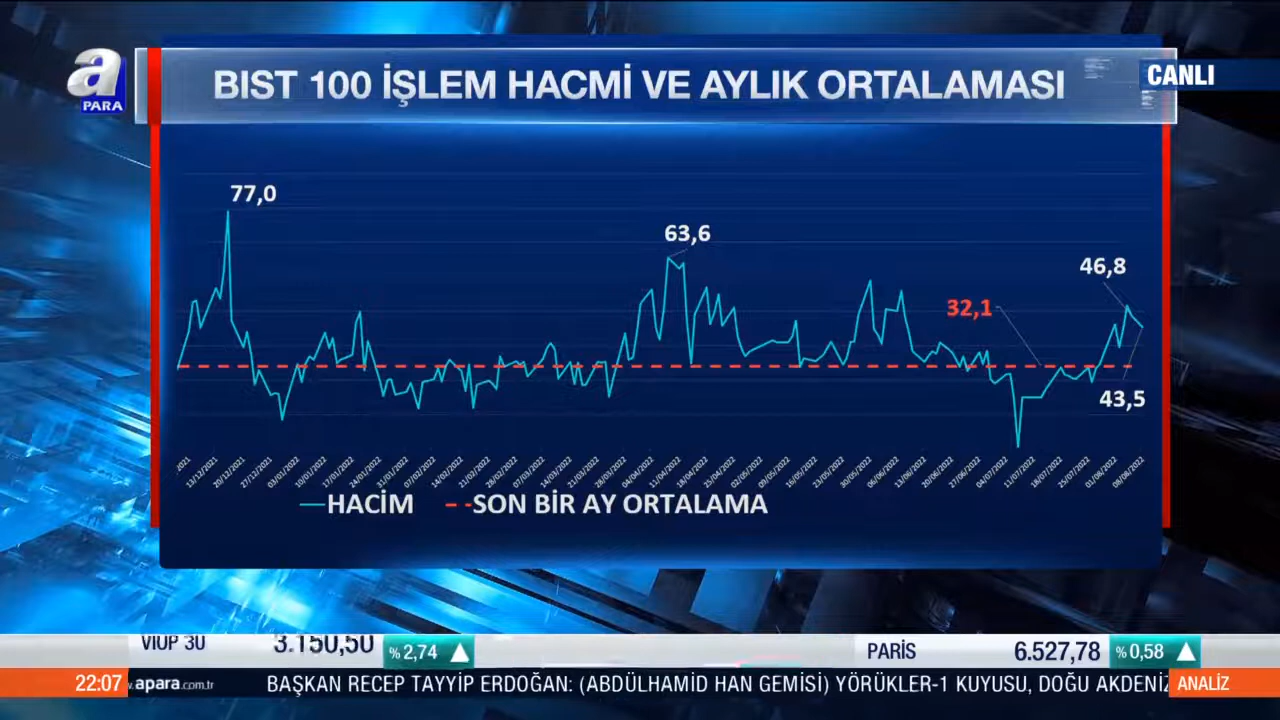 a
PARA
BIST 100 İŞLEM HACMİ VE AYLIK ORTALAMASI
CANLI
77,0
63,6
46,8
32,1
43,5
2021 13/12/2021 20/12/2021 27/12/2021 03/01/2022 10/01/2022 17/01/2022 24/01/2022 31/01/2022 07/02/2022 14/02/2022 21/02/2022 28/02/2022 07/03/2022 14/03/2022 21/03/2022 28/03/2022 04/04/2022 11/04/2022 18/04/2022 25/04/2022 02/05/2022 09/05/2022 16/05/2022 23/05/2022 30/05/2022 06/06/2022 13/06/2022 20/06/2022 27/06/2022 04/07/2022 11/07/2022 18/07/2022 25/07/2022 01/08/2022 08/08/2022
HACİM SON BİR AY ORTALAMA
VIOP 30 3.150,50 %2,74 PARİS 6.527,78 %0,58
22:07 .apara.com.tr BAŞKAN RECEP TAYYİP ERDOĞAN: (ABDÜLHAMİD HAN GEMİSİ) YÖRÜKLER-1 KUYUSU, DOĞU AKDENİZ ANALİZ